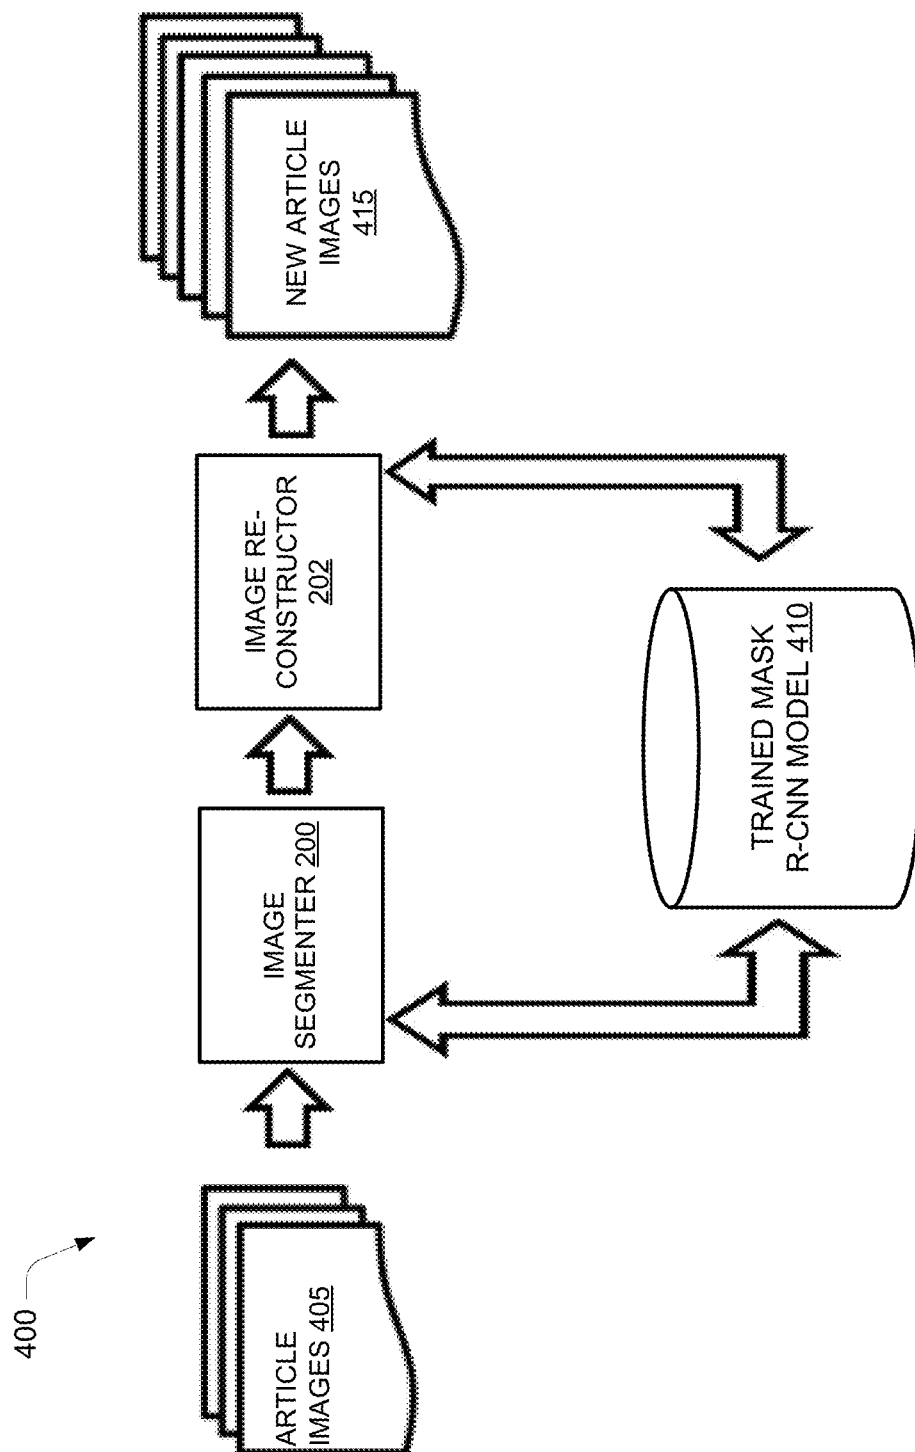 400
ARTICLE
IMAGES 405
IMAGE
SEGMENTER 200
IMAGE RE-
CONSTRUCTOR
202
NEW ARTICLE
IMAGES
415
TRAINED MASK
R-CNN MODEL 410